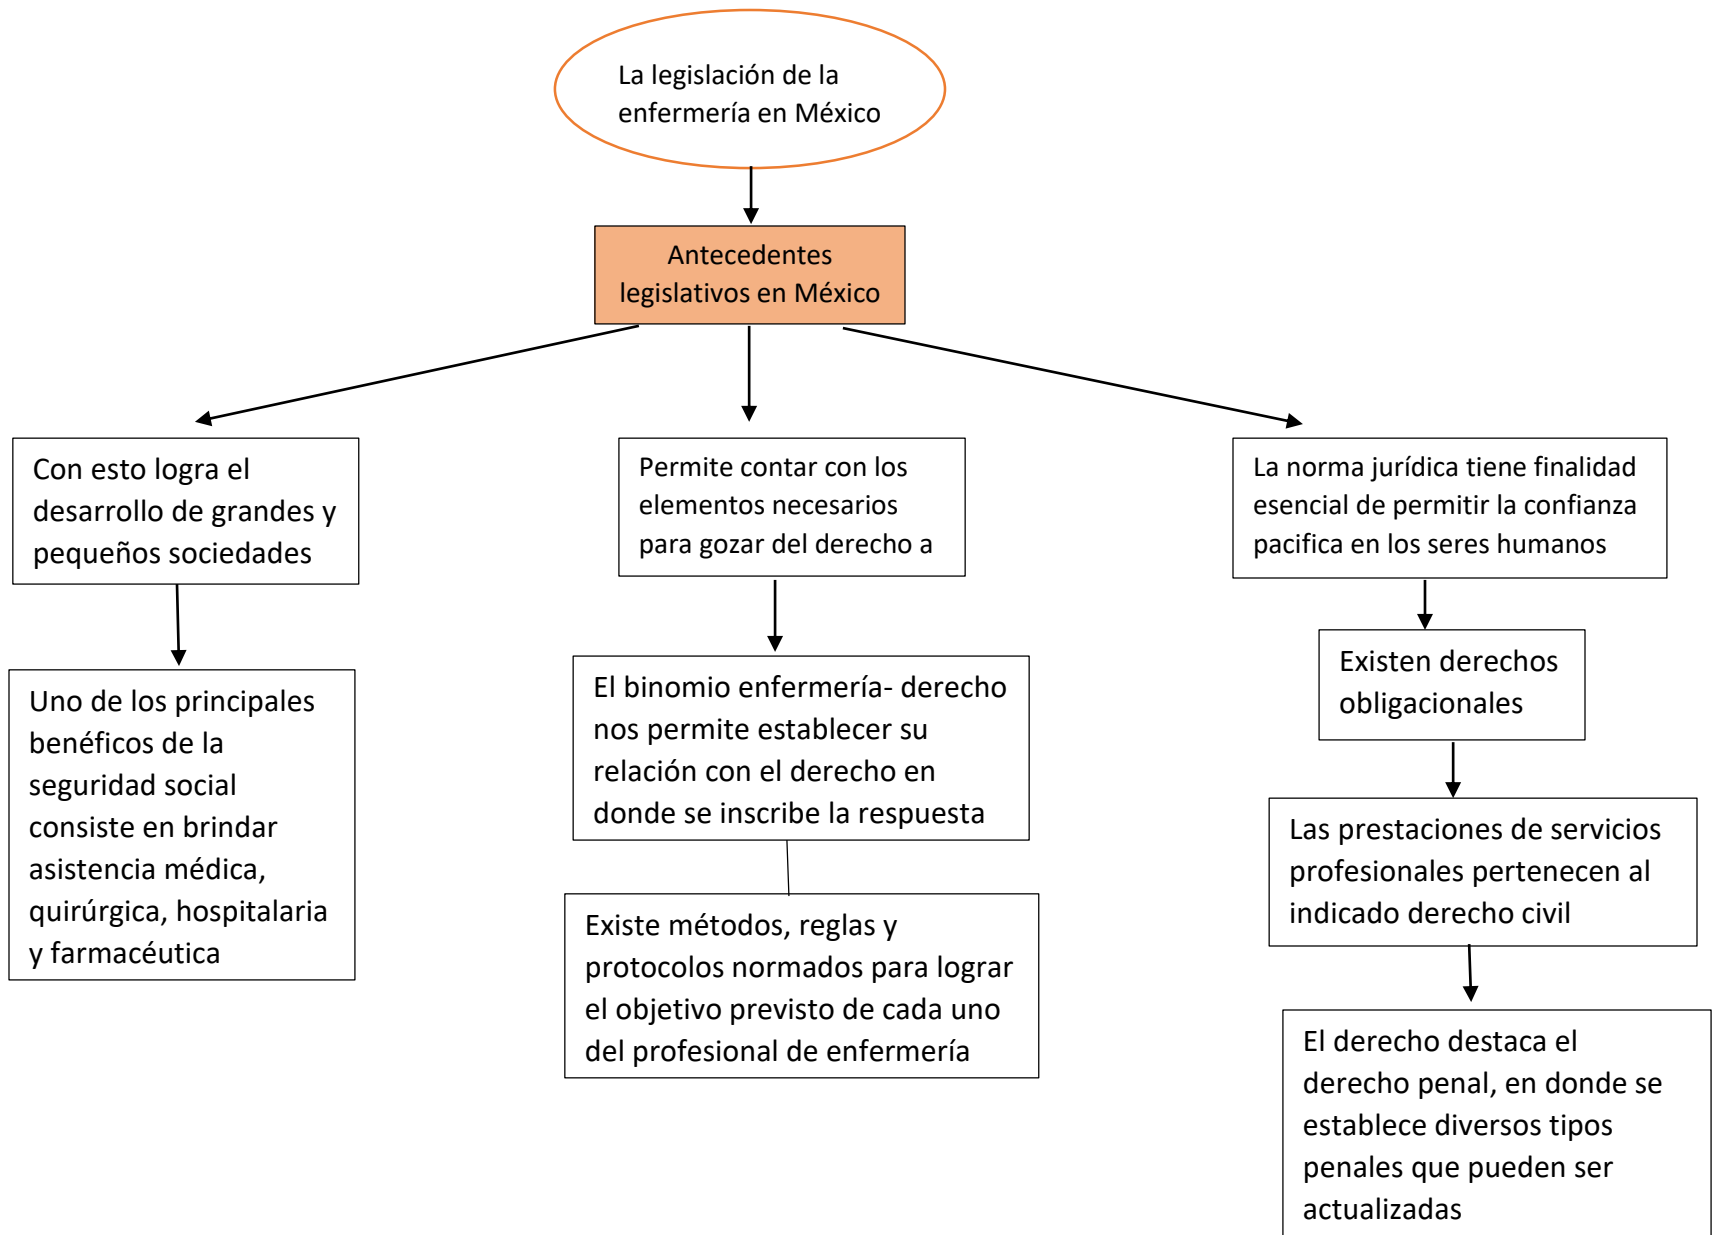 La legislación de la
enfermería en México
Antecedentes
legislativos en México
Con esto logra el
desarrollo de grandes y
pequeños sociedades
Uno de los principales
benéficos de la
seguridad social
consiste en brindar
asistencia médica,
quirúrgica, hospitalaria
y farmacéutica
Permite contar con los
elementos necesarios
para gozar del derecho a
El binomio enfermería- derecho
nos permite establecer su
relación con el derecho en
donde se inscribe la respuesta
Existe métodos, reglas y
protocolos normados para lograr
el objetivo previsto de cada uno
del profesional de enfermería
La norma jurídica tiene finalidad
esencial de permitir la confianza
pacifica en los seres humanos
Existen derechos
obligacionales
Las prestaciones de servicios
profesionales pertenecen al
indicado derecho civil
El derecho destaca el
derecho penal, en donde se
establece diversos tipos
penales que pueden ser
actualizadas